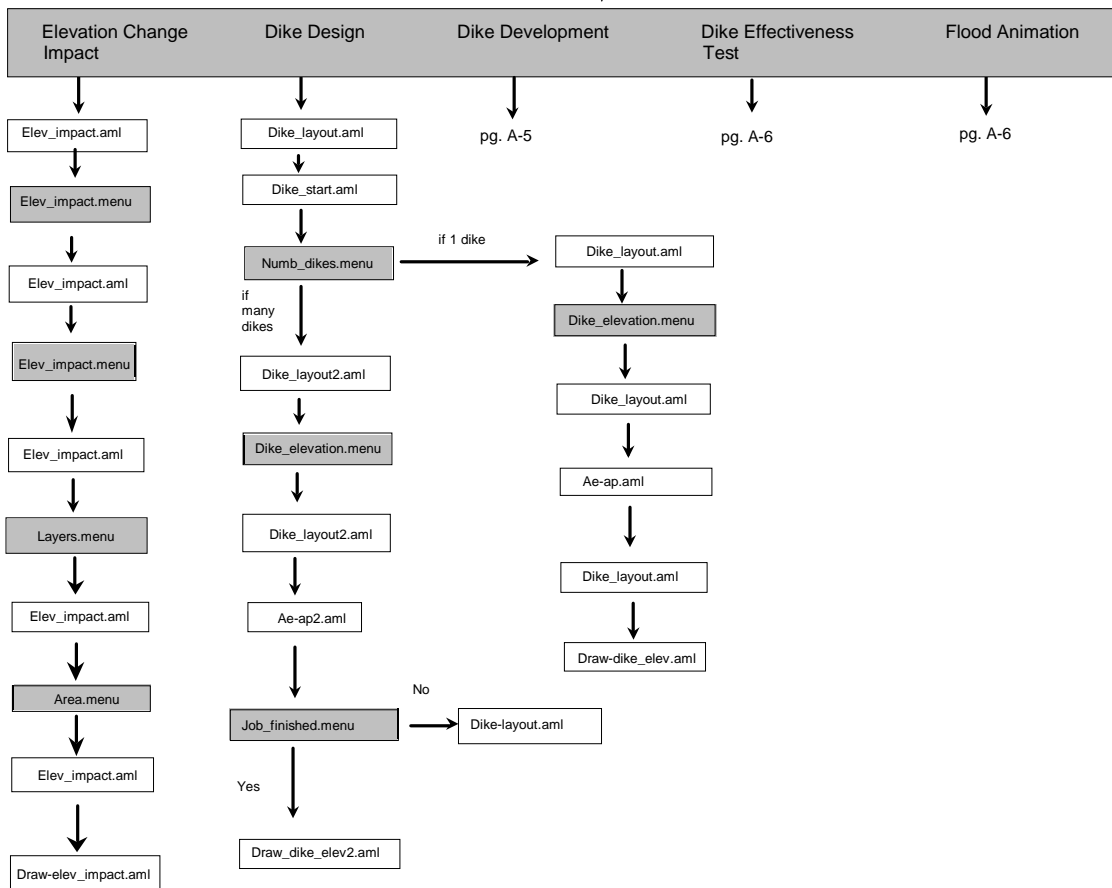 Elevation Change
Impact
Dike Design
Dike Development
Dike Effectiveness
Test
Flood Animation
Elev_impact.aml
Elev_impact.menu
Elev_impact.aml
Elev_impact.menu
Elev_impact.aml
Layers.menu
Elev_impact.aml
Area.menu
Elev_impact.aml
Draw-elev_impact.aml
Dike_layout.aml
Dike_start.aml
Numb_dikes.menu
if
many
dikes
Dike_layout2.aml
Dike_elevation.menu
Dike_layout2.aml
Ae-ap2.aml
Job_finished.menu
No
Dike-layout.aml
Yes
Draw_dike_elev2.aml
if 1 dike
Dike_layout.aml
Dike_elevation.menu
Dike_layout.aml
Ae-ap.aml
Dike_layout.aml
Draw-dike_elev.aml
pg. A-5
pg. A-6
pg. A-6